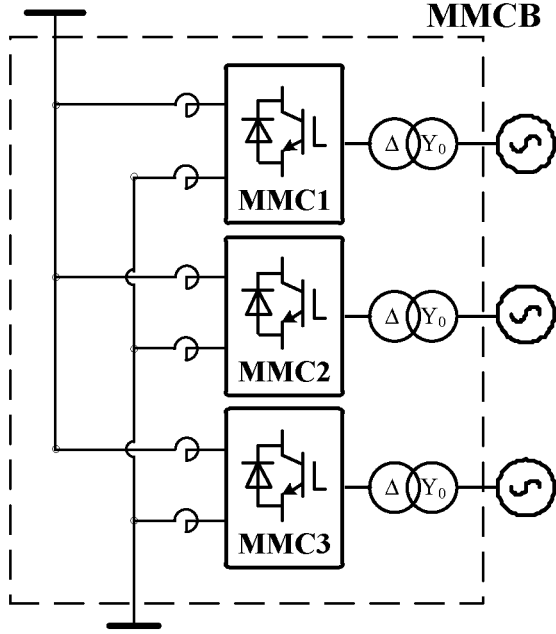 MMCB
Δ Y₀
MMC1
Δ Y₀
MMC2
Δ Y₀
MMC3